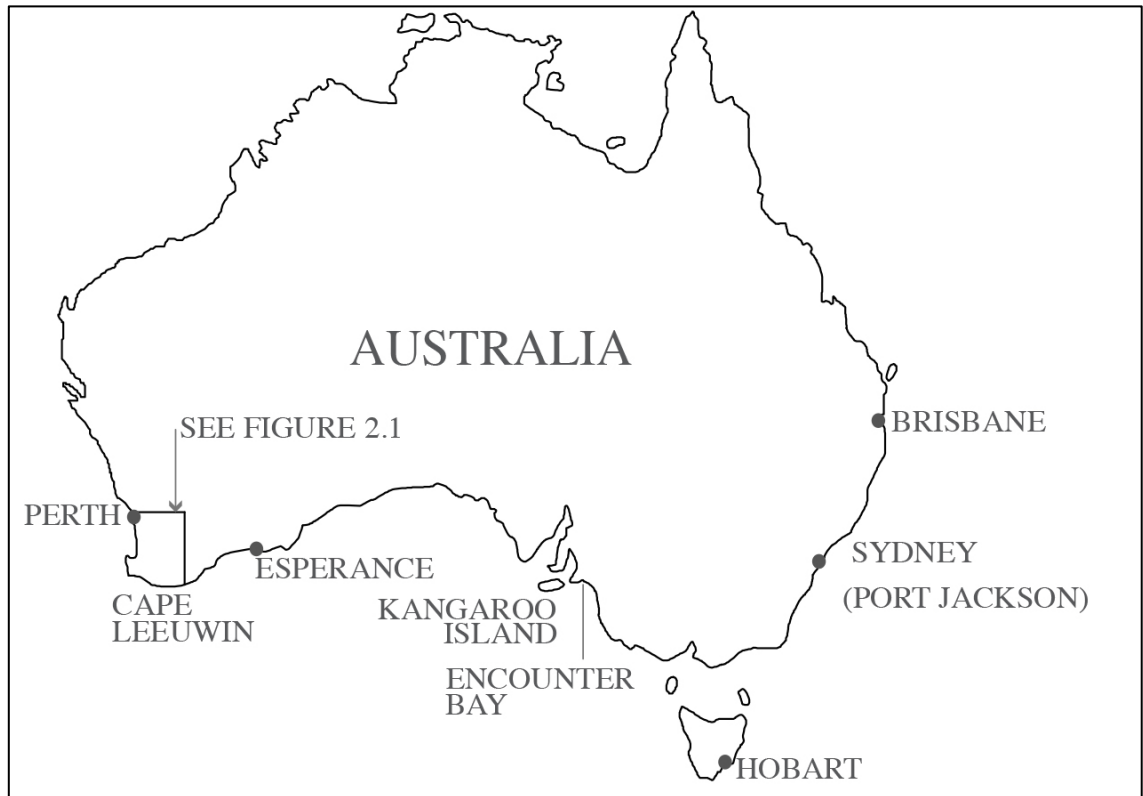 AUSTRALIA
SEE FIGURE 2.1
BRISBANE
PERTH
ESPERANCE
SYDNEY
(PORT JACKSON)
CAPE
LEEUWIN
KANGAROO
ISLAND
ENCOUNTER
BAY
HOBART